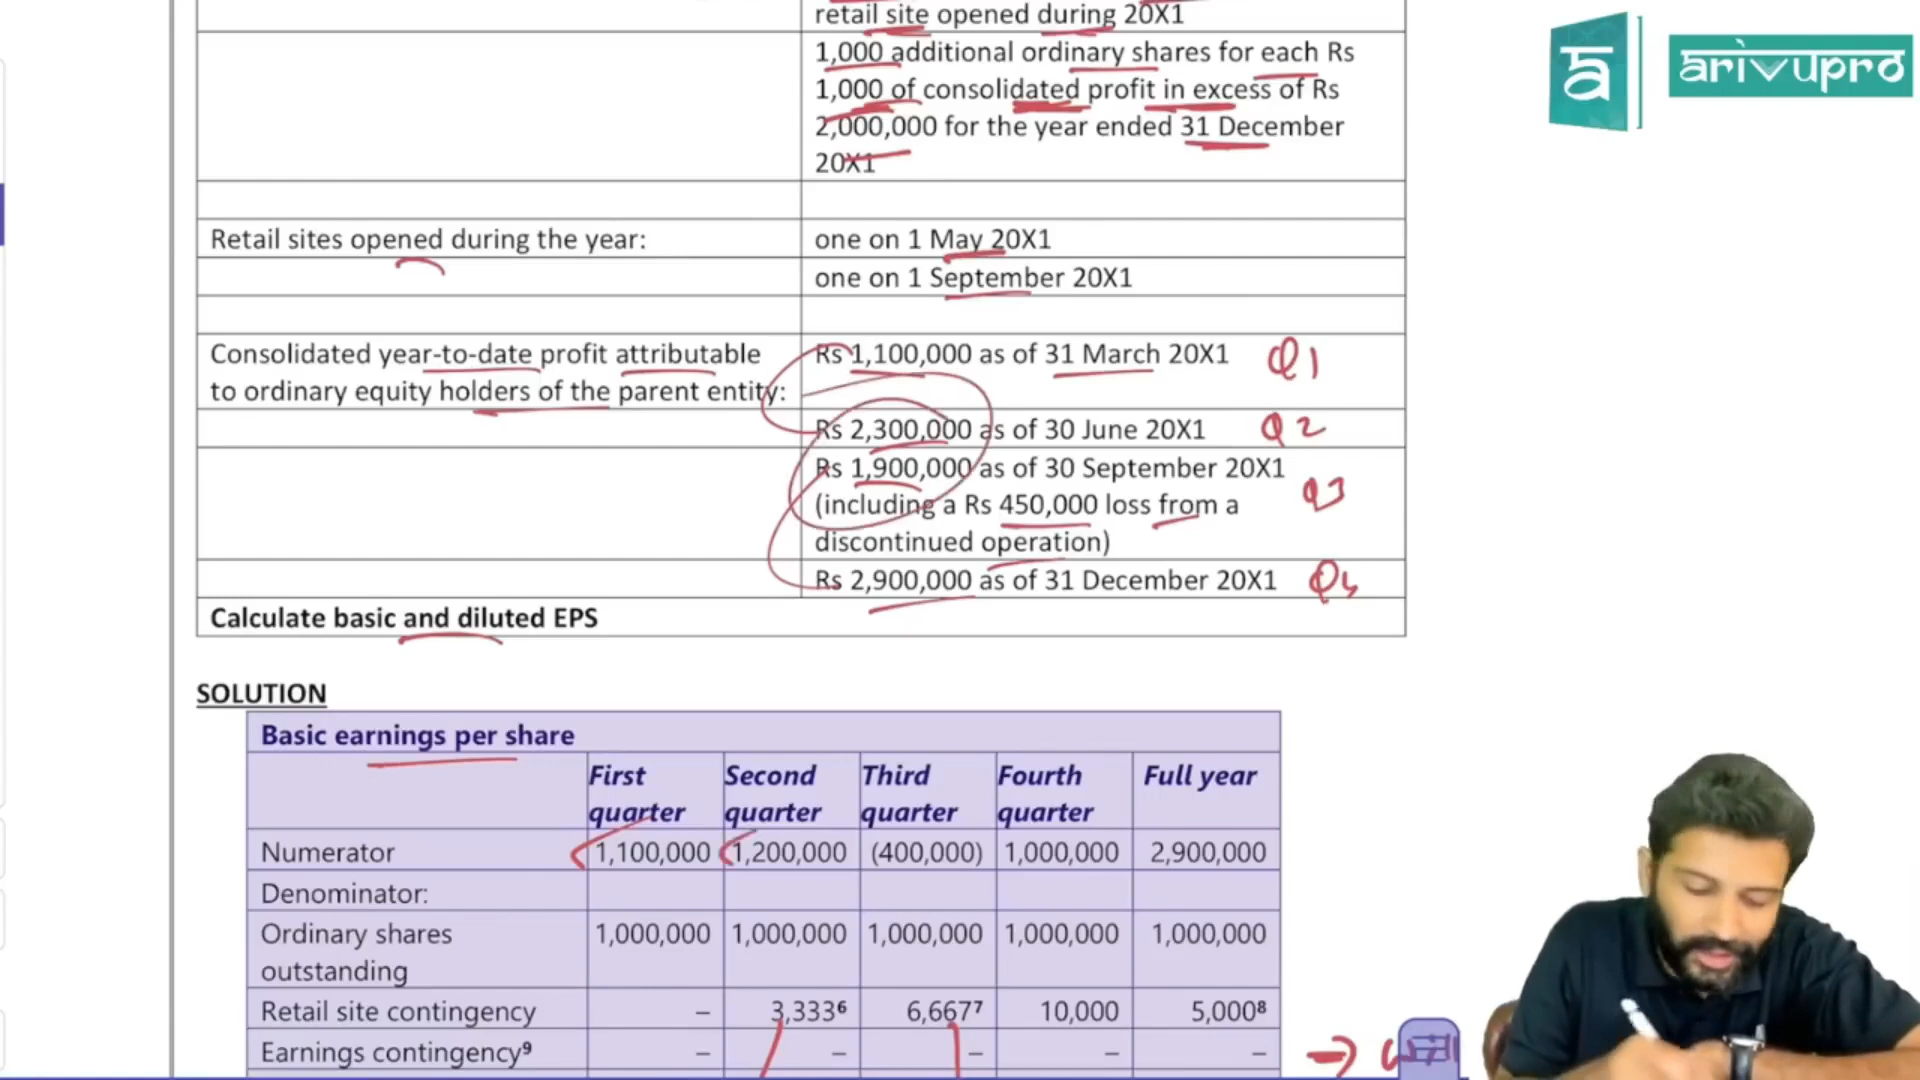 retail site opened during 20X1
1,000 additional ordinary shares for each Rs
1,000 of consolidated profit in excess of Rs
2,000,000 for the year ended 31 December
20X1
ā
arivupro
Retail sites opened during the year:
one on 1 May 20X1
one on 1 September 20X1
Consolidated year-to-date profit attributable
to ordinary equity holders of the parent entity:
Rs 1,100,000 as of 31 March 20X1
Q1
Rs 2,300,000 as of 30 June 20X1
Q2
Rs 1,900,000 as of 30 September 20X1
(including a Rs 450,000 loss from a
discontinued operation)
Q3
Rs 2,900,000 as of 31 December 20X1
Q4
Calculate basic and diluted EPS
SOLUTION
Basic earnings per share
First quarter Second quarter Third quarter Fourth quarter Full year
Numerator 1,100,000 1,200,000 (400,000) 1,000,000 2,900,000
Denominator:
Ordinary shares outstanding 1,000,000 1,000,000 1,000,000 1,000,000 1,000,000
Retail site contingency – 3,333⁶ 6,667⁷ 10,000 5,000⁸
Earnings contingency⁹ – – – – –